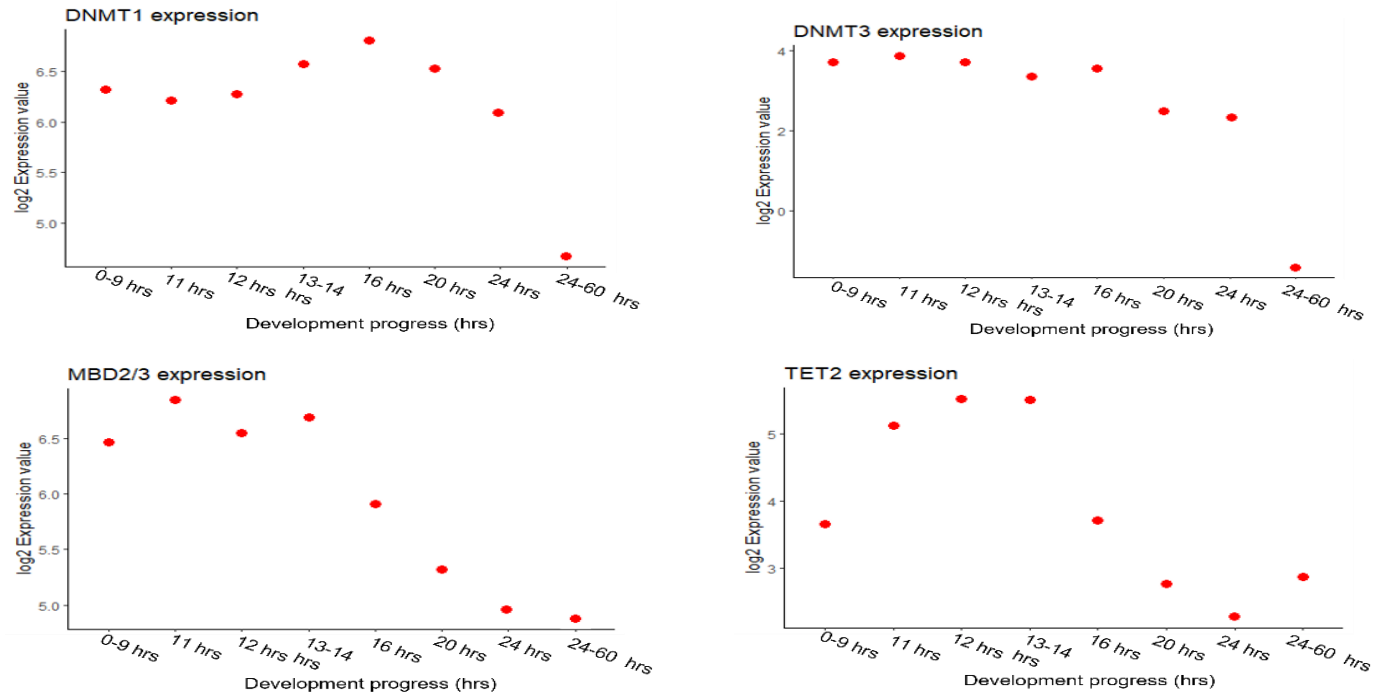 DNMT1 expression
log2 Expression value
6.5
6.0
5.5
5.0
0-9 hrs
11 hrs
12 hrs
13-14 hrs
16 hrs
20 hrs
24 hrs
24-60 hrs
Development progress (hrs)
DNMT3 expression
log2 Expression value
4
2
0
0-9 hrs
11 hrs
12 hrs
13-14 hrs
16 hrs
20 hrs
24 hrs
24-60 hrs
Development progress (hrs)
MBD2/3 expression
log2 Expression value
6.5
6.0
5.5
5.0
0-9 hrs
11 hrs
12 hrs
13-14 hrs
16 hrs
20 hrs
24 hrs
24-60 hrs
Development progress (hrs)
TET2 expression
log2 Expression value
5
4
3
0-9 hrs
11 hrs
12 hrs
13-14 hrs
16 hrs
20 hrs
24 hrs
24-60 hrs
Development progress (hrs)